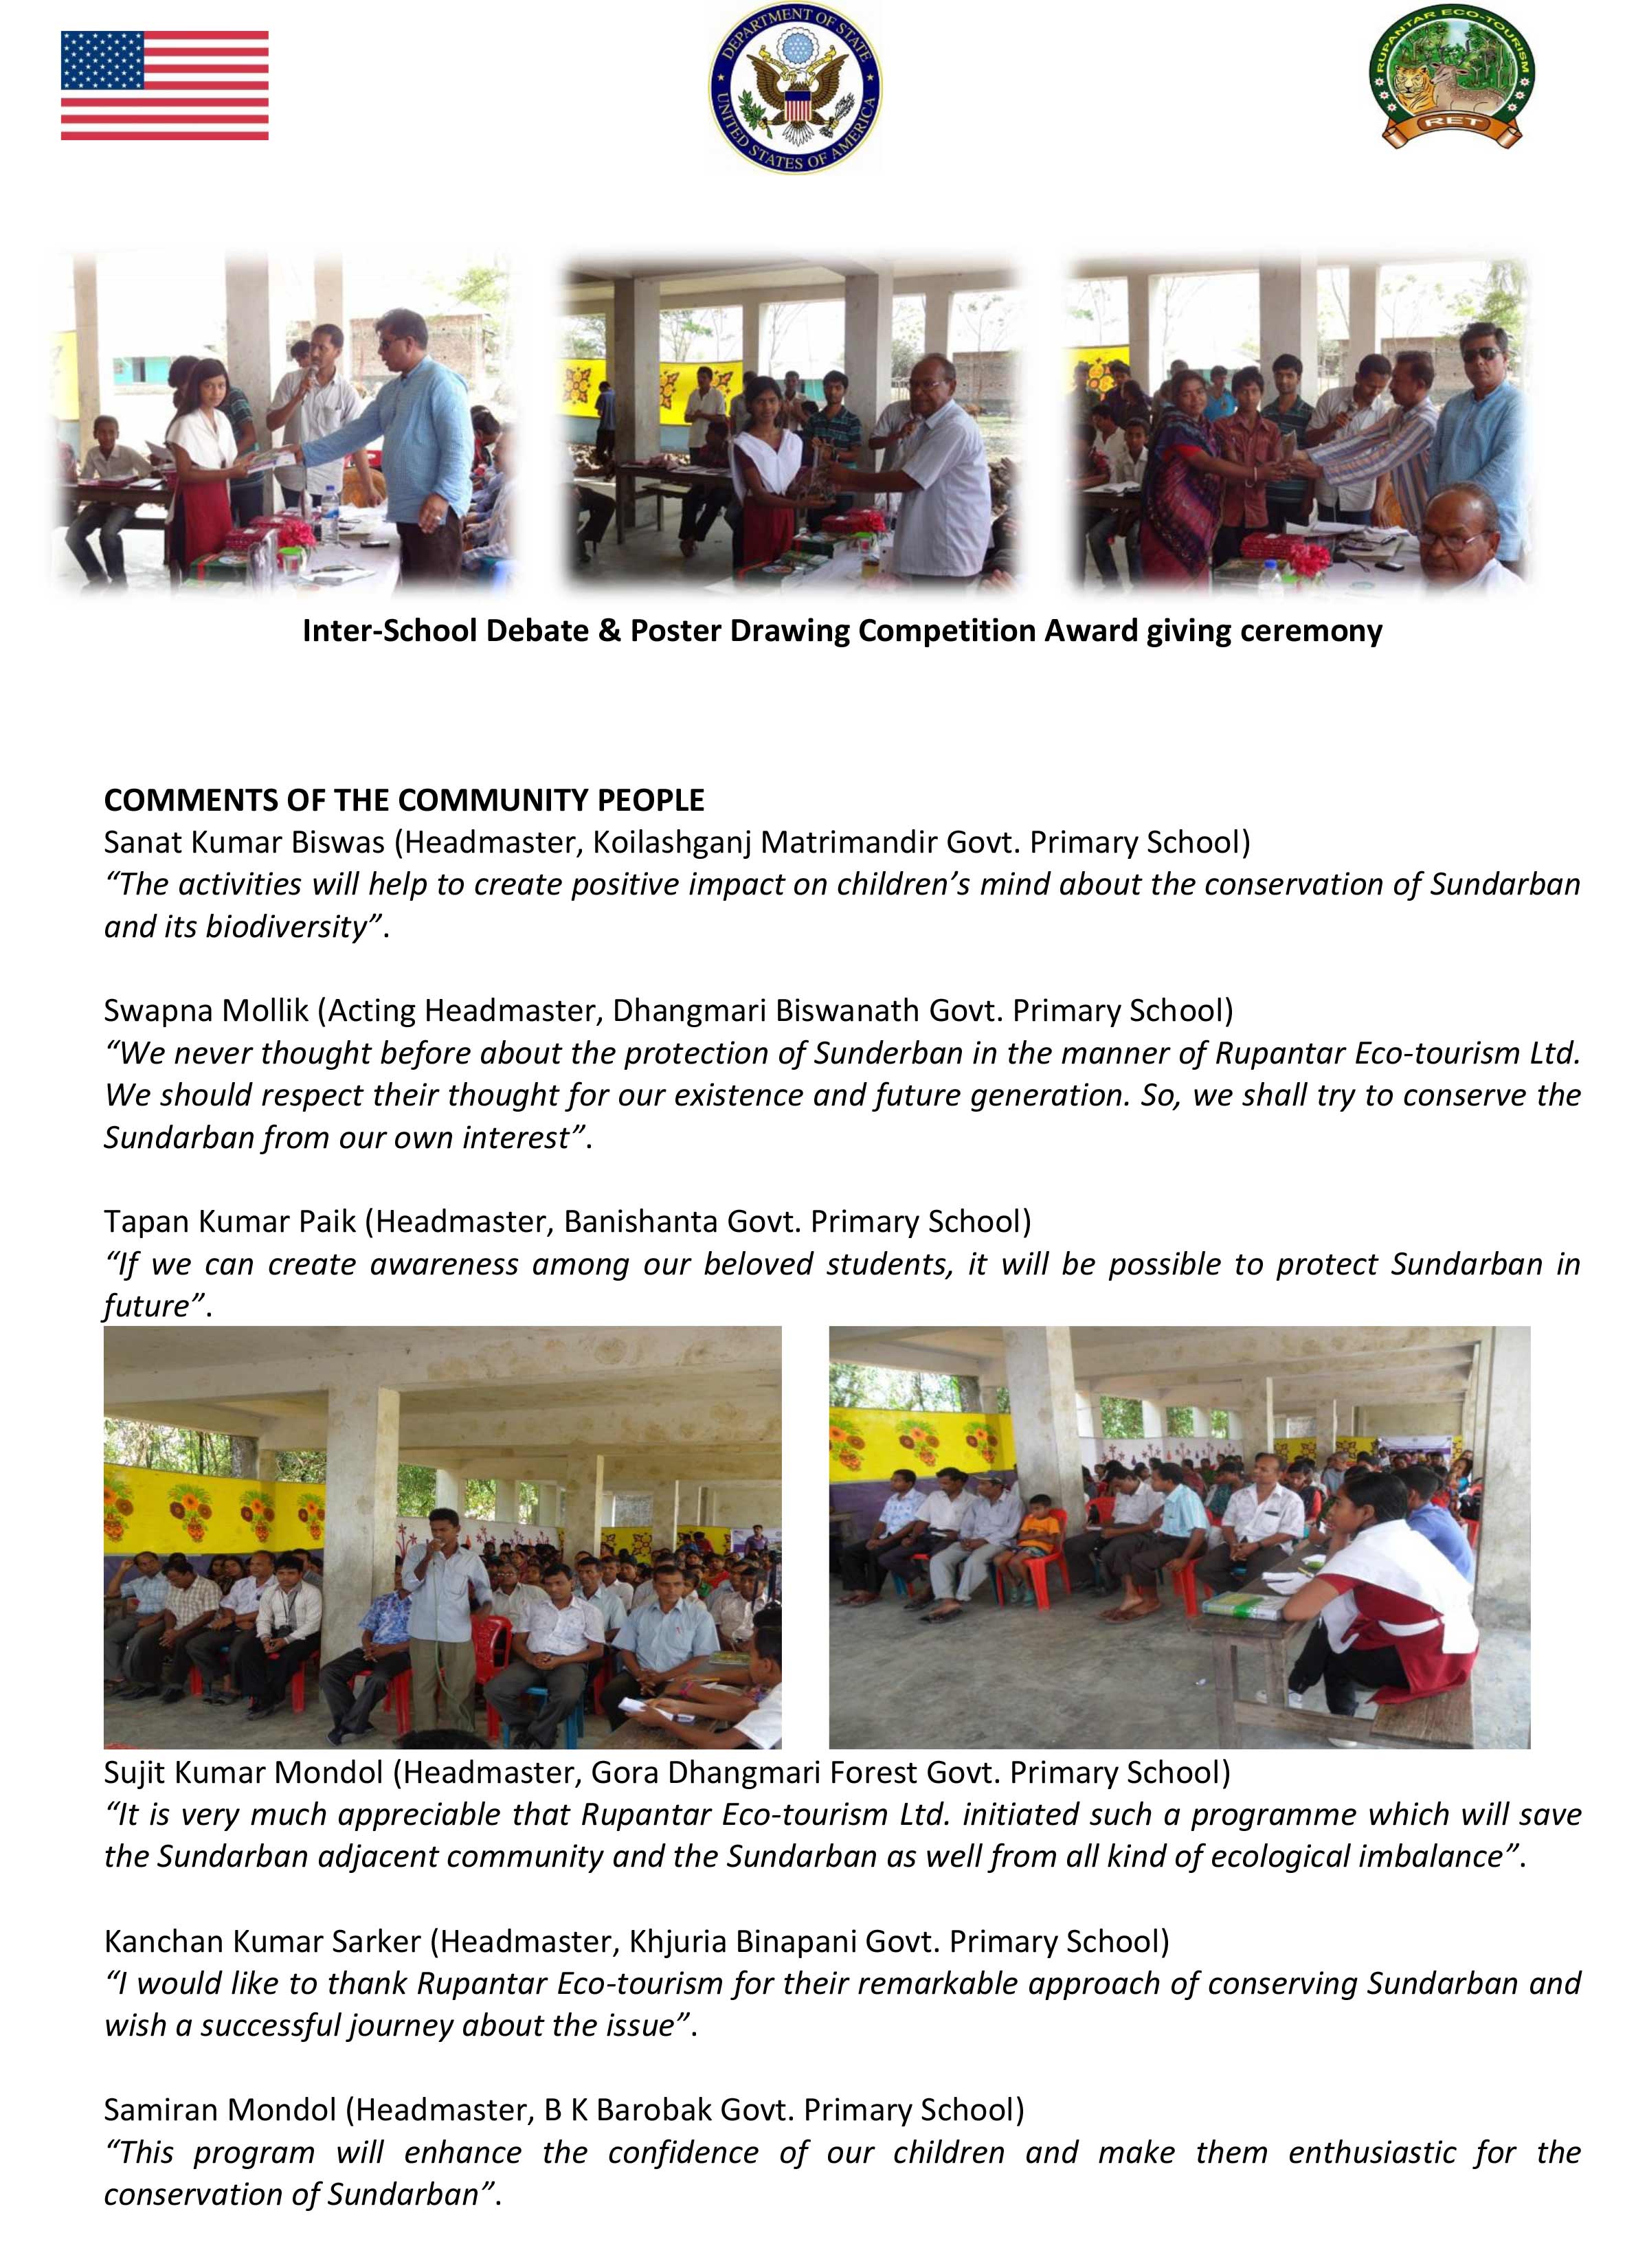 DEPARTMENT OF STATE
UNITED STATES OF AMERICA
RUPANTAR ECO-TOURISM
RET
Inter-School Debate & Poster Drawing Competition Award giving ceremony
COMMENTS OF THE COMMUNITY PEOPLE
Sanat Kumar Biswas (Headmaster, Koilashganj Matrimandir Govt. Primary School)
“The activities will help to create positive impact on children’s mind about the conservation of Sundarban
and its biodiversity”.
Swapna Mollik (Acting Headmaster, Dhangmari Biswanath Govt. Primary School)
“We never thought before about the protection of Sunderban in the manner of Rupantar Eco-tourism Ltd.
We should respect their thought for our existence and future generation. So, we shall try to conserve the
Sundarban from our own interest”.
Tapan Kumar Paik (Headmaster, Banishanta Govt. Primary School)
“If we can create awareness among our beloved students, it will be possible to protect Sundarban in
future”.
Sujit Kumar Mondol (Headmaster, Gora Dhangmari Forest Govt. Primary School)
“It is very much appreciable that Rupantar Eco-tourism Ltd. initiated such a programme which will save
the Sundarban adjacent community and the Sundarban as well from all kind of ecological imbalance”.
Kanchan Kumar Sarker (Headmaster, Khjuria Binapani Govt. Primary School)
“I would like to thank Rupantar Eco-tourism for their remarkable approach of conserving Sundarban and
wish a successful journey about the issue”.
Samiran Mondol (Headmaster, B K Barobak Govt. Primary School)
“This program will enhance the confidence of our children and make them enthusiastic for the
conservation of Sundarban”.